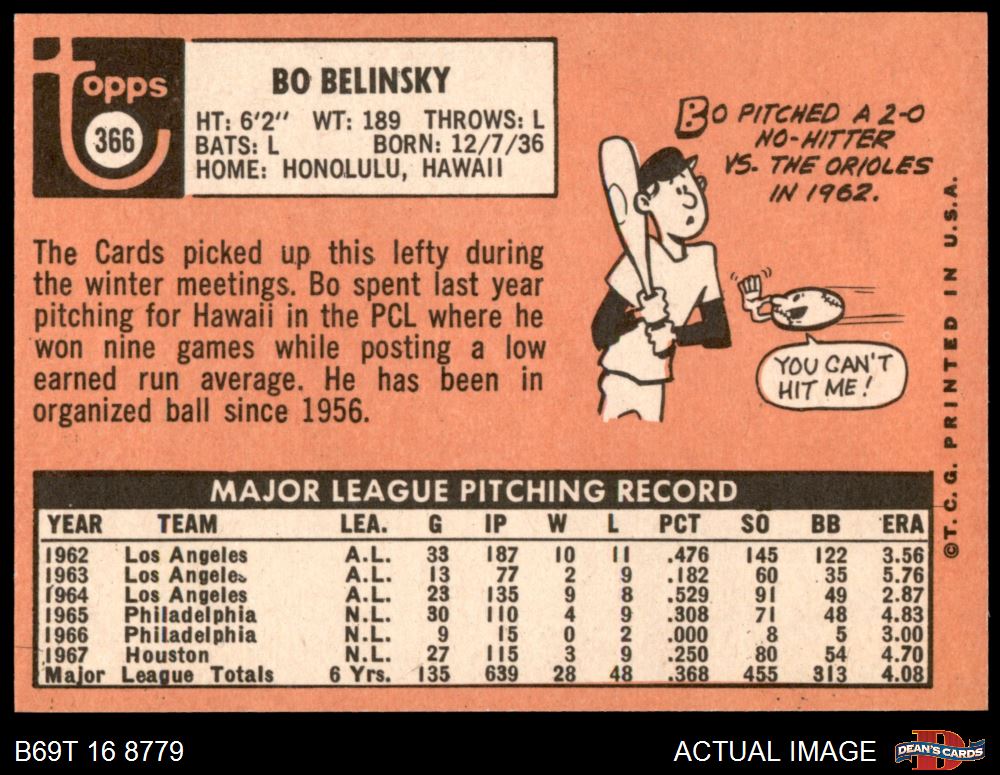 Topps
366
BO BELINSKY
HT: 6'2" WT: 189 THROWS: L
BATS: L BORN: 12/7/36
HOME: HONOLULU, HAWAII
BO PITCHED A 2-0
NO-HITTER
VS. THE ORIOLES
IN 1962.
YOU CAN'T
HIT ME!
The Cards picked up this lefty during
the winter meetings. Bo spent last year
pitching for Hawaii in the PCL where he
won nine games while posting a low
earned run average. He has been in
organized ball since 1956.
MAJOR LEAGUE PITCHING RECORD
YEAR TEAM LEA. G IP W L PCT SO BB ERA
1962 Los Angeles A.L. 33 187 10 11 .476 145 122 3.56
1963 Los Angeles A.L. 13 77 2 9 .182 60 35 5.76
1964 Los Angeles A.L. 23 135 9 8 .529 91 49 2.87
1965 Philadelphia N.L. 30 110 4 9 .308 71 48 4.83
1966 Philadelphia N.L. 9 15 0 2 .000 8 5 3.00
1967 Houston N.L. 27 115 3 9 .250 80 54 4.70
Major League Totals 6 Yrs. 135 639 28 48 .368 455 313 4.08
©T. C. G. PRINTED IN U.S.A.
B69T 16 8779
ACTUAL IMAGE
DEAN'S CARDS